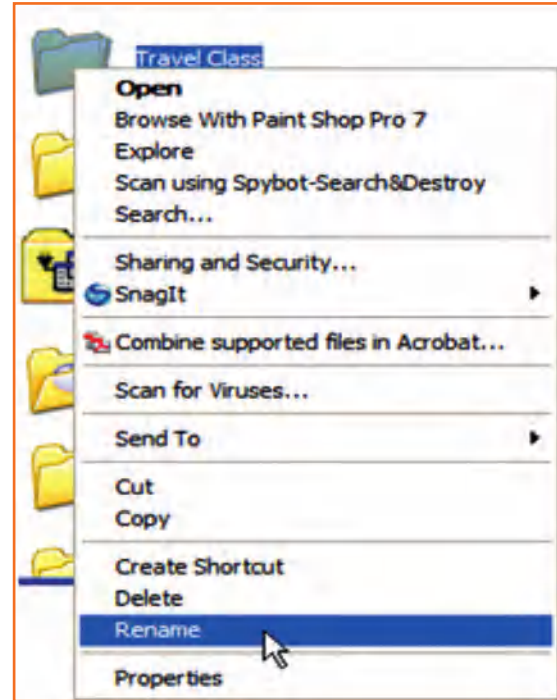 Travel Class
Open
Browse With Paint Shop Pro 7
Explore
Scan using Spybot-Search&Destroy
Search...
Sharing and Security...
SnagIt
Combine supported files in Acrobat...
Scan for Viruses...
Send To
Cut
Copy
Create Shortcut
Delete
Rename
Properties